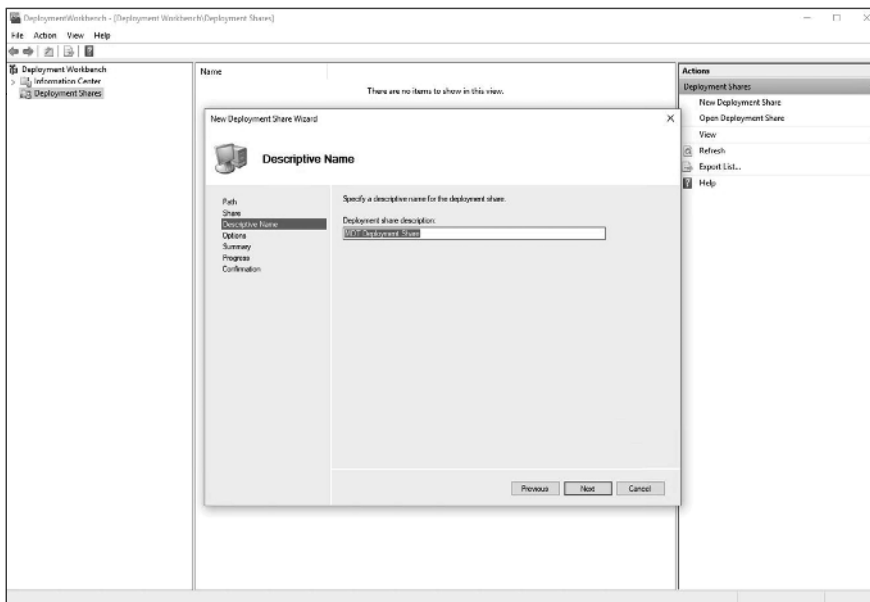 DeploymentWorkbench - [Deployment Workbench\Deployment Shares]
File Action View Help
Deployment Workbench
Information Center
Deployment Shares
Name
There are no items to show in this view.
Actions
Deployment Shares
New Deployment Share
Open Deployment Share
View
Refresh
Export List...
Help
New Deployment Share Wizard
Descriptive Name
Path
Share
Descriptive Name
Options
Summary
Progress
Confirmation
Specify a descriptive name for the deployment share.
Deployment share description:
MDT Deployment Share
Previous Next Cancel